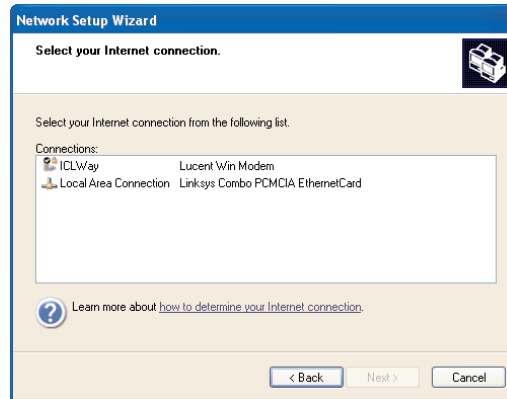 Network Setup Wizard
Select your Internet connection.
Select your Internet connection from the following list.
Connections:
ICLWay Lucent Win Modem
Local Area Connection Linksys Combo PCMCIA EthernetCard
? Learn more about how to determine your Internet connection.
< Back Next > Cancel